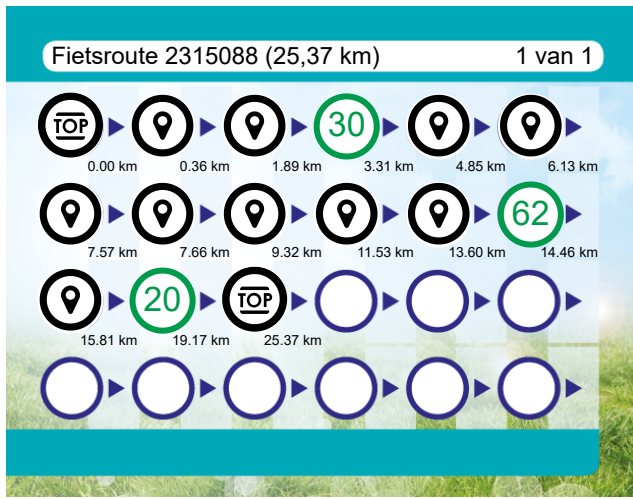 Fietsroute 2315088 (25,37 km) 1 van 1
TOP 30
0.00 km 0.36 km 1.89 km 3.31 km 4.85 km 6.13 km
62
7.57 km 7.66 km 9.32 km 11.53 km 13.60 km 14.46 km
20 TOP
15.81 km 19.17 km 25.37 km